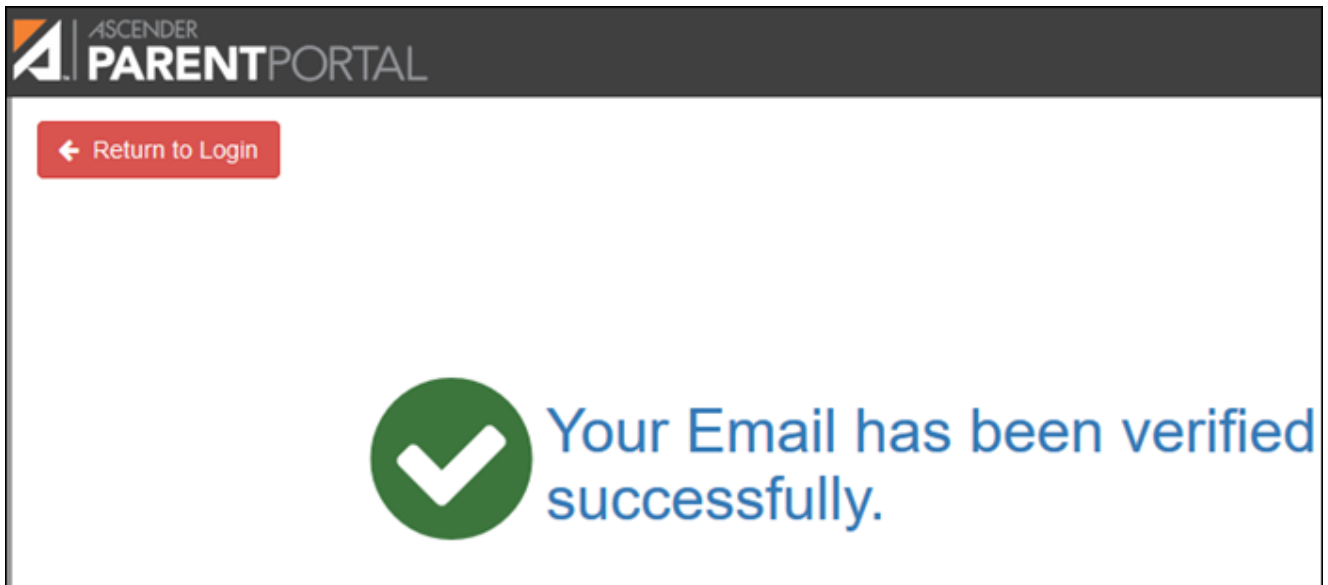 ASCENDER
PARENTPORTAL
Return to Login
Your Email has been verified
successfully.